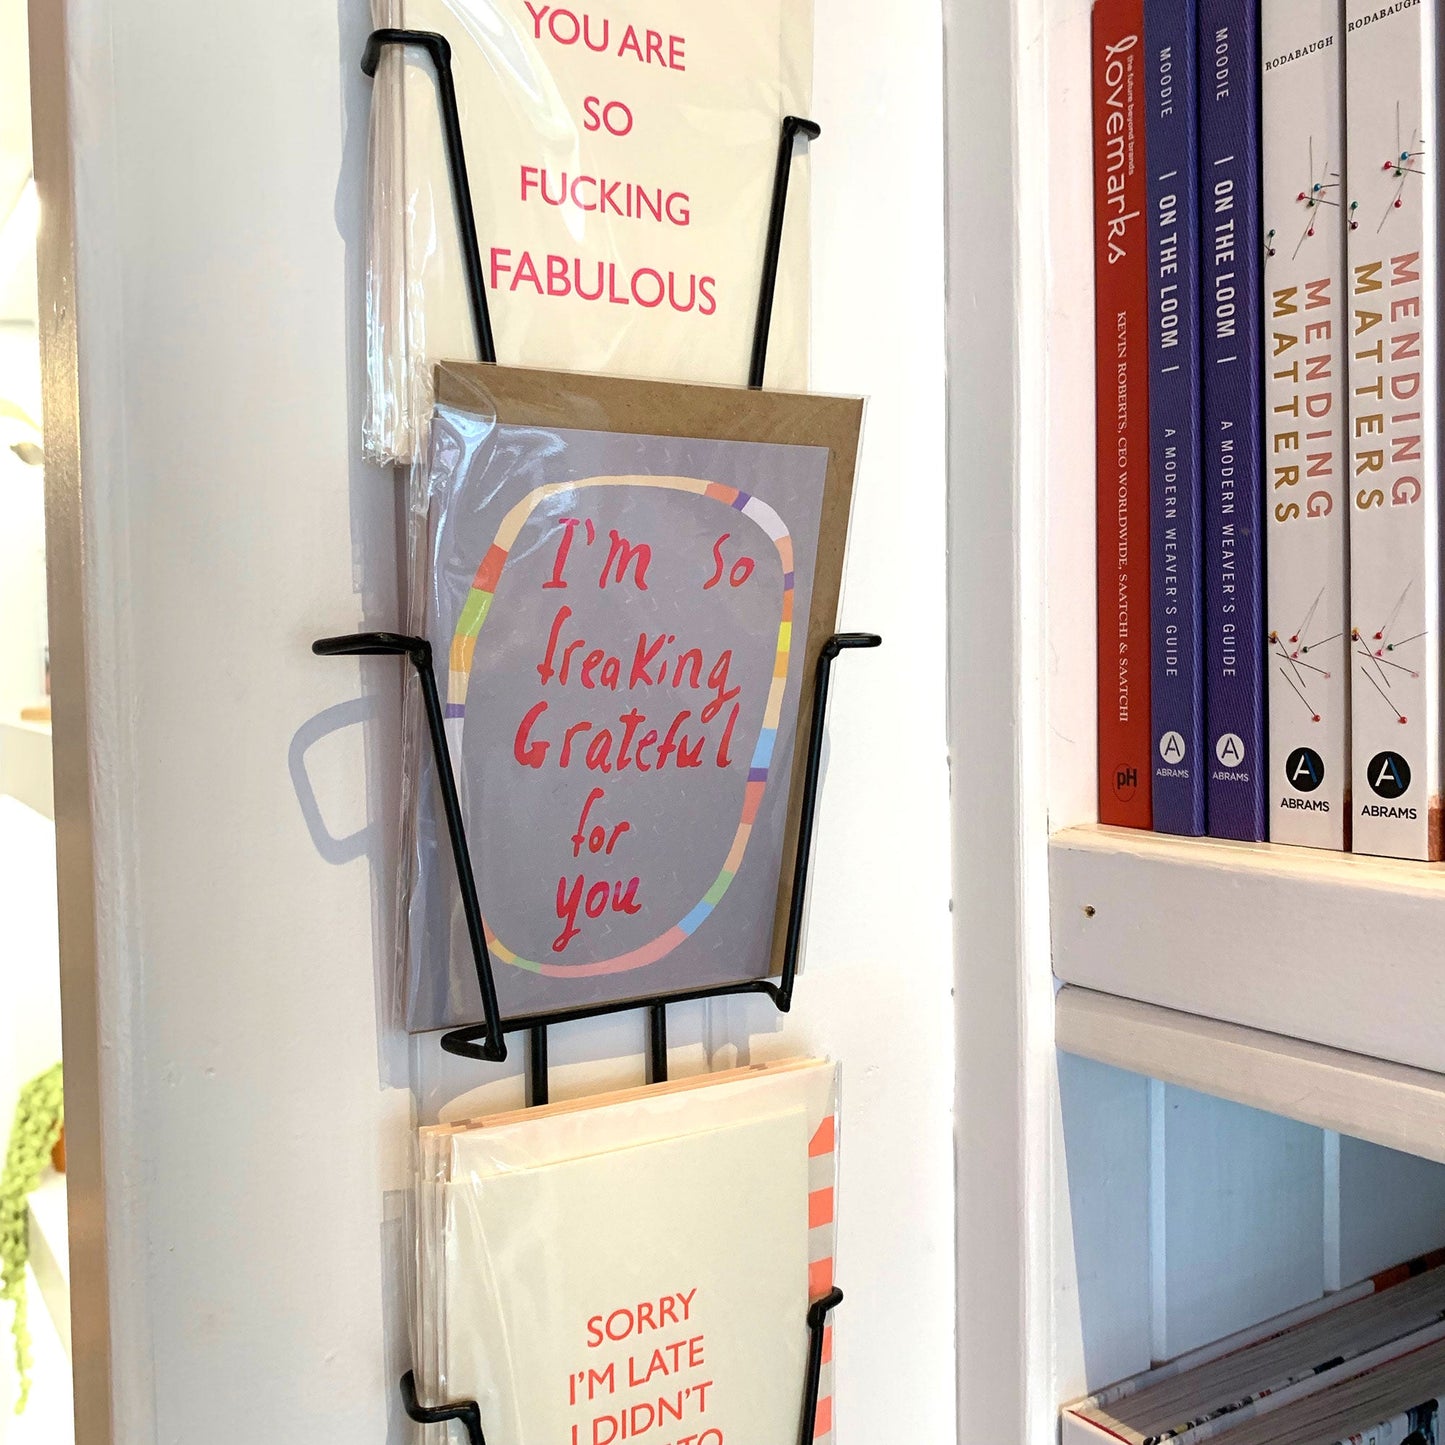 YOU ARE
SO
FUCKING
FABULOUS
I'm so
freaking
Grateful
for
you
SORRY
I'M LATE
I DIDN'T
TO
lovemarks
the future beyond brands
KEVIN ROBERTS, CEO WORLDWIDE, SAATCHI & SAATCHI
pH
MOODIE
| ON THE LOOM |
A MODERN WEAVER'S GUIDE
A
ABRAMS
MOODIE
| ON THE LOOM |
A MODERN WEAVER'S GUIDE
A
ABRAMS
RODABAUGH
MENDING
MATTERS
A
ABRAMS
RODABAUGH
MENDING
MATTERS
A
ABRAMS